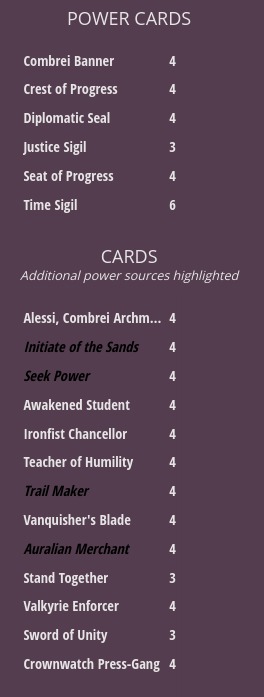 POWER CARDS
Combrei Banner 4
Crest of Progress 4
Diplomatic Seal 4
Justice Sigil 3
Seat of Progress 4
Time Sigil 6
CARDS
Additional power sources highlighted
Alessi, Combrei Archm... 4
Initiate of the Sands 4
Seek Power 4
Awakened Student 4
Ironfist Chancellor 4
Teacher of Humility 4
Trail Maker 4
Vanquisher's Blade 4
Auralian Merchant 4
Stand Together 3
Valkyrie Enforcer 4
Sword of Unity 3
Crownwatch Press-Gang 4